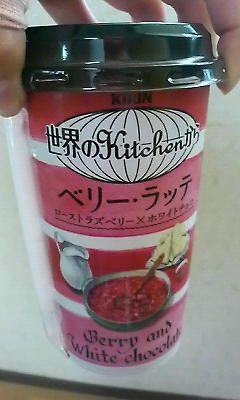 KIRIN
世界のKitchenから
ベリー・ラッテ
ローストラズベリー×ホワイトチョコ
Berry and
White chocolate